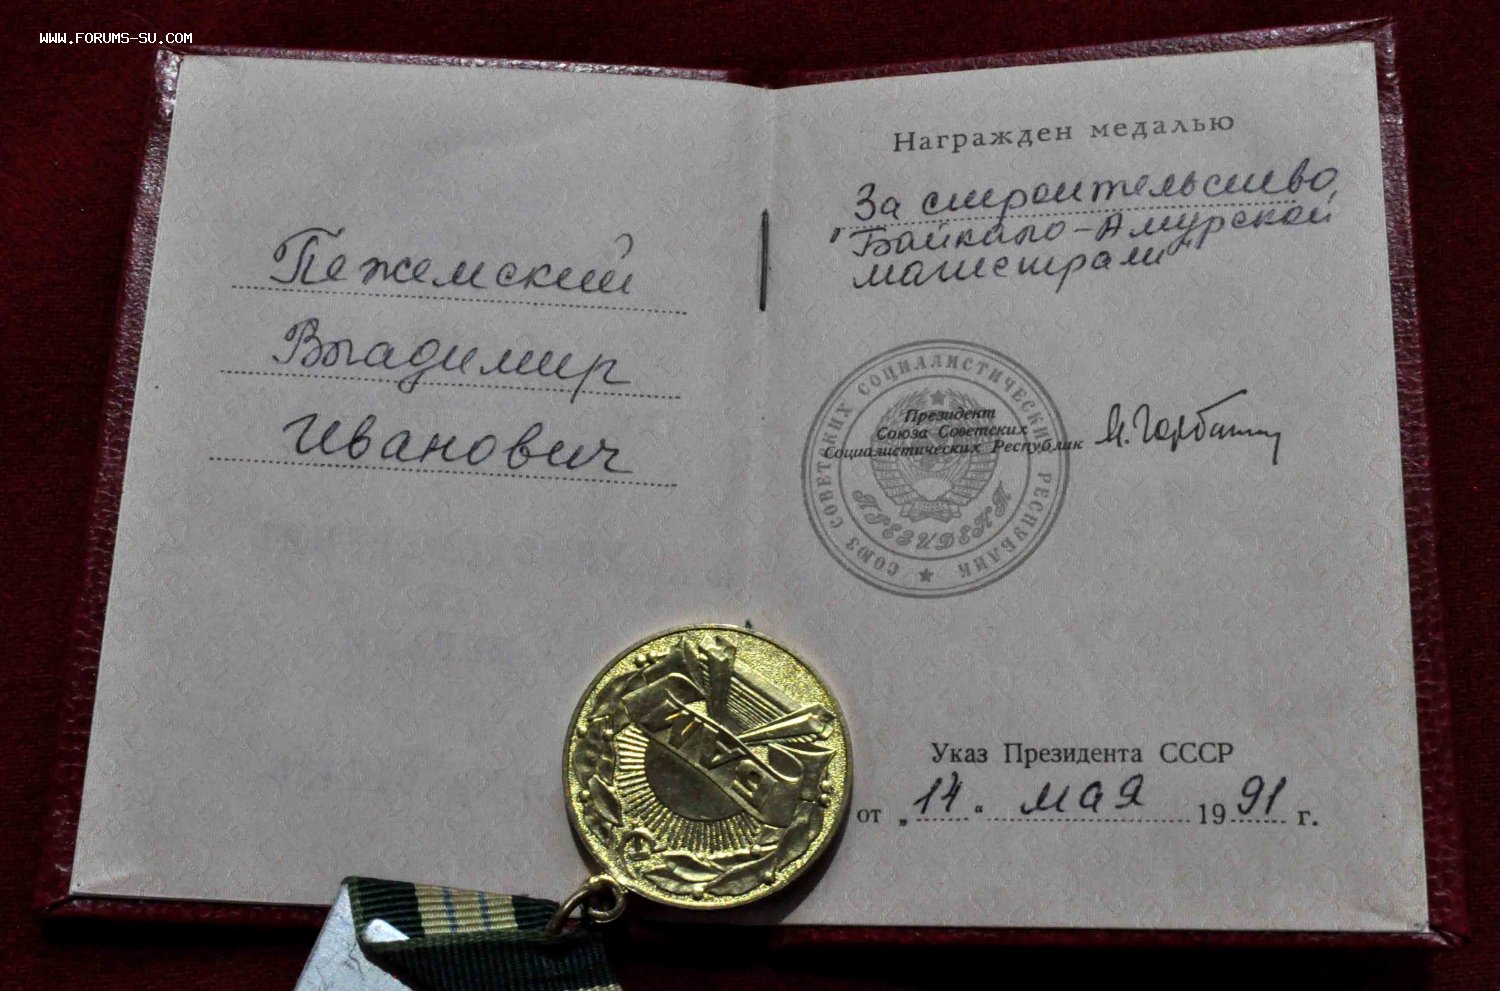 www.forums-su.com
Пежемский
Владимир
Иванович
Награжден медалью
За строительство
"Байкало-Амурской
магистрали"
СОЮЗ СОВЕТСКИХ СОЦИАЛИСТИЧЕСКИХ РЕСПУБЛИК
Президент
Союза Советских
Социалистических Республик
М. Горбачев
ПРЕЗИДЕНТ
БАМ
Указ Президента СССР
от „14“ мая 1991 г.